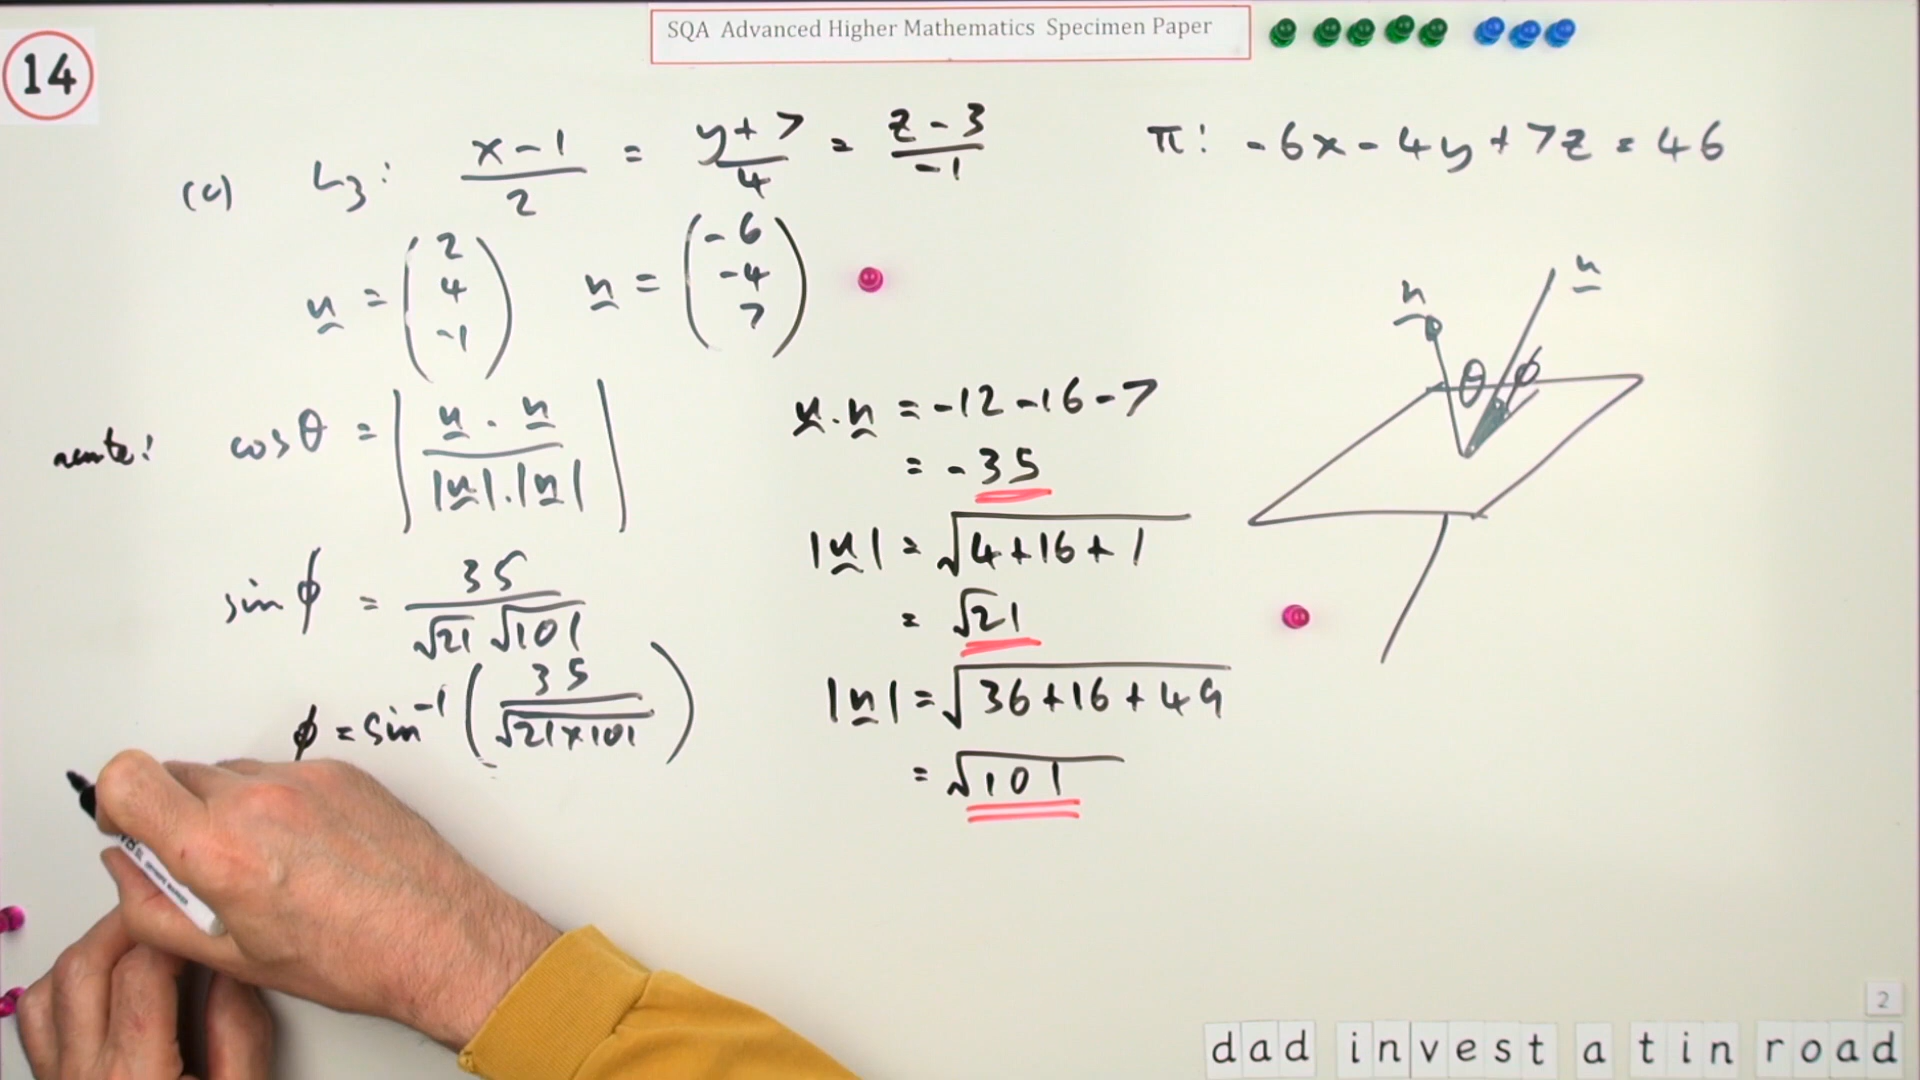 SQA Advanced Higher Mathematics Specimen Paper
14
(c) L3: x-1/2 = y+7/4 = z-3/-1
π: -6x-4y+7z=46
u = (2 4 -1) n = (-6 -4 7)
n u
θ φ
acute! cosθ = |u.n/|u|.|n||
u.n = -12-16-7
= -35
|u| = √4+16+1
= √21
sinφ = 35/√21 √101
|n| = √36+16+49
= √101
φ = sin⁻¹(35/√21×101)
2
dad invest a tin road